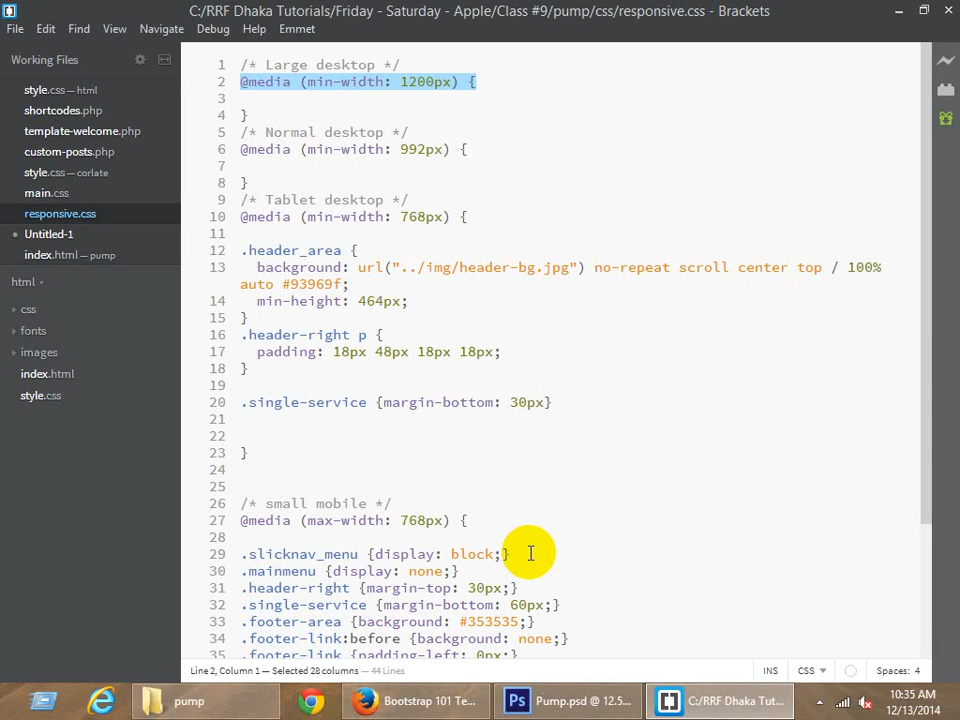 C:/RRF Dhaka Tutorials/Friday - Saturday - Apple/Class #9/pump/css/responsive.css - Brackets
File Edit Find View Navigate Debug Help Emmet
Working Files
style.css — html
shortcodes.php
template-welcome.php
custom-posts.php
style.css — corlate
main.css
responsive.css
Untitled-1
index.html — pump
html
css
fonts
images
index.html
style.css
1 /* Large desktop */
2 @media (min-width: 1200px) {
3
4 }
5 /* Normal desktop */
6 @media (min-width: 992px) {
7
8 }
9 /* Tablet desktop */
10 @media (min-width: 768px) {
11
12 .header_area {
13 background: url("../img/header-bg.jpg") no-repeat scroll center top / 100%
auto #93969f;
14 min-height: 464px;
15 }
16 .header-right p {
17 padding: 18px 48px 18px 18px;
18 }
19
20 .single-service {margin-bottom: 30px}
21
22
23 }
24
25
26 /* small mobile */
27 @media (max-width: 768px) {
28
29 .slicknav_menu {display: block;}
30 .mainmenu {display: none;}
31 .header-right {margin-top: 30px;}
32 .single-service {margin-bottom: 60px;}
33 .footer-area {background: #353535;}
34 .footer-link:before {background: none;}
35 .footer-link {padding-left: 0px;}
Line 2, Column 1 — Selected 28 columns — 44 Lines
INS CSS Spaces: 4
pump
Bootstrap 101 Te...
Ps Pump.psd @ 12.5...
C:/RRF Dhaka Tut...
10:35 AM
12/13/2014